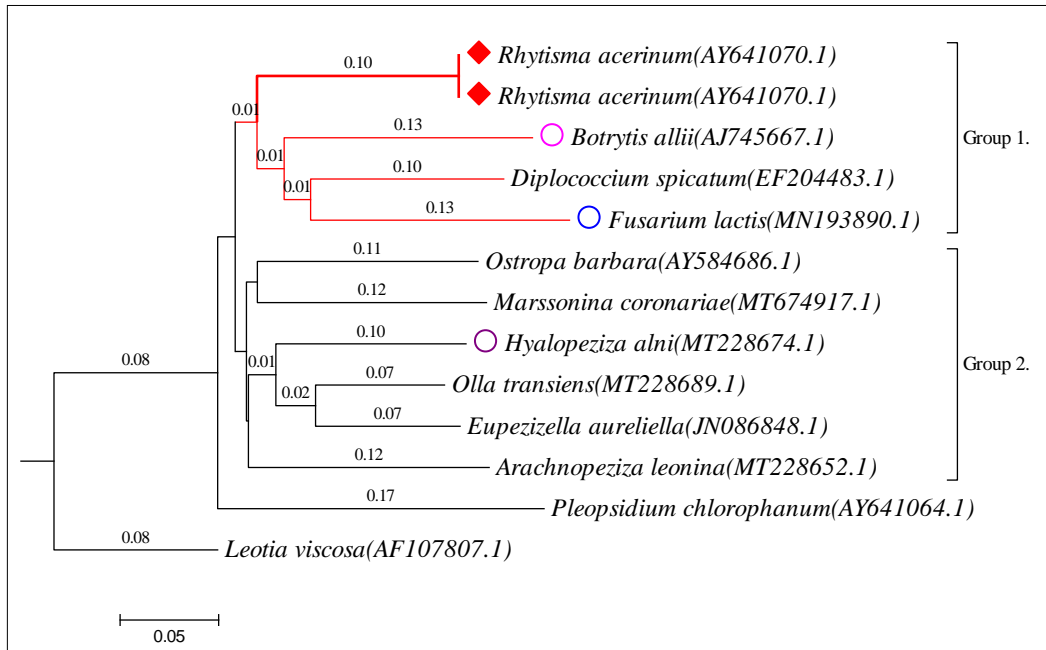 0.10
Rhytisma acerinum(AY641070.1)
Rhytisma acerinum(AY641070.1)
0.01
0.13
Botrytis allii(AJ745667.1)
Group 1.
0.01
0.10
Diplococcium spicatum(EF204483.1)
0.01
0.13
Fusarium lactis(MN193890.1)
0.11
Ostropa barbara(AY584686.1)
0.12
Marssonina coronariae(MT674917.1)
0.10
Hyalopeziza alni(MT228674.1)
Group 2.
0.08
0.01
0.07
Olla transiens(MT228689.1)
0.02
0.07
Eupezizella aureliella(JN086848.1)
0.12
Arachnopeziza leonina(MT228652.1)
0.17
Pleopsidium chlorophanum(AY641064.1)
0.08
Leotia viscosa(AF107807.1)
0.05